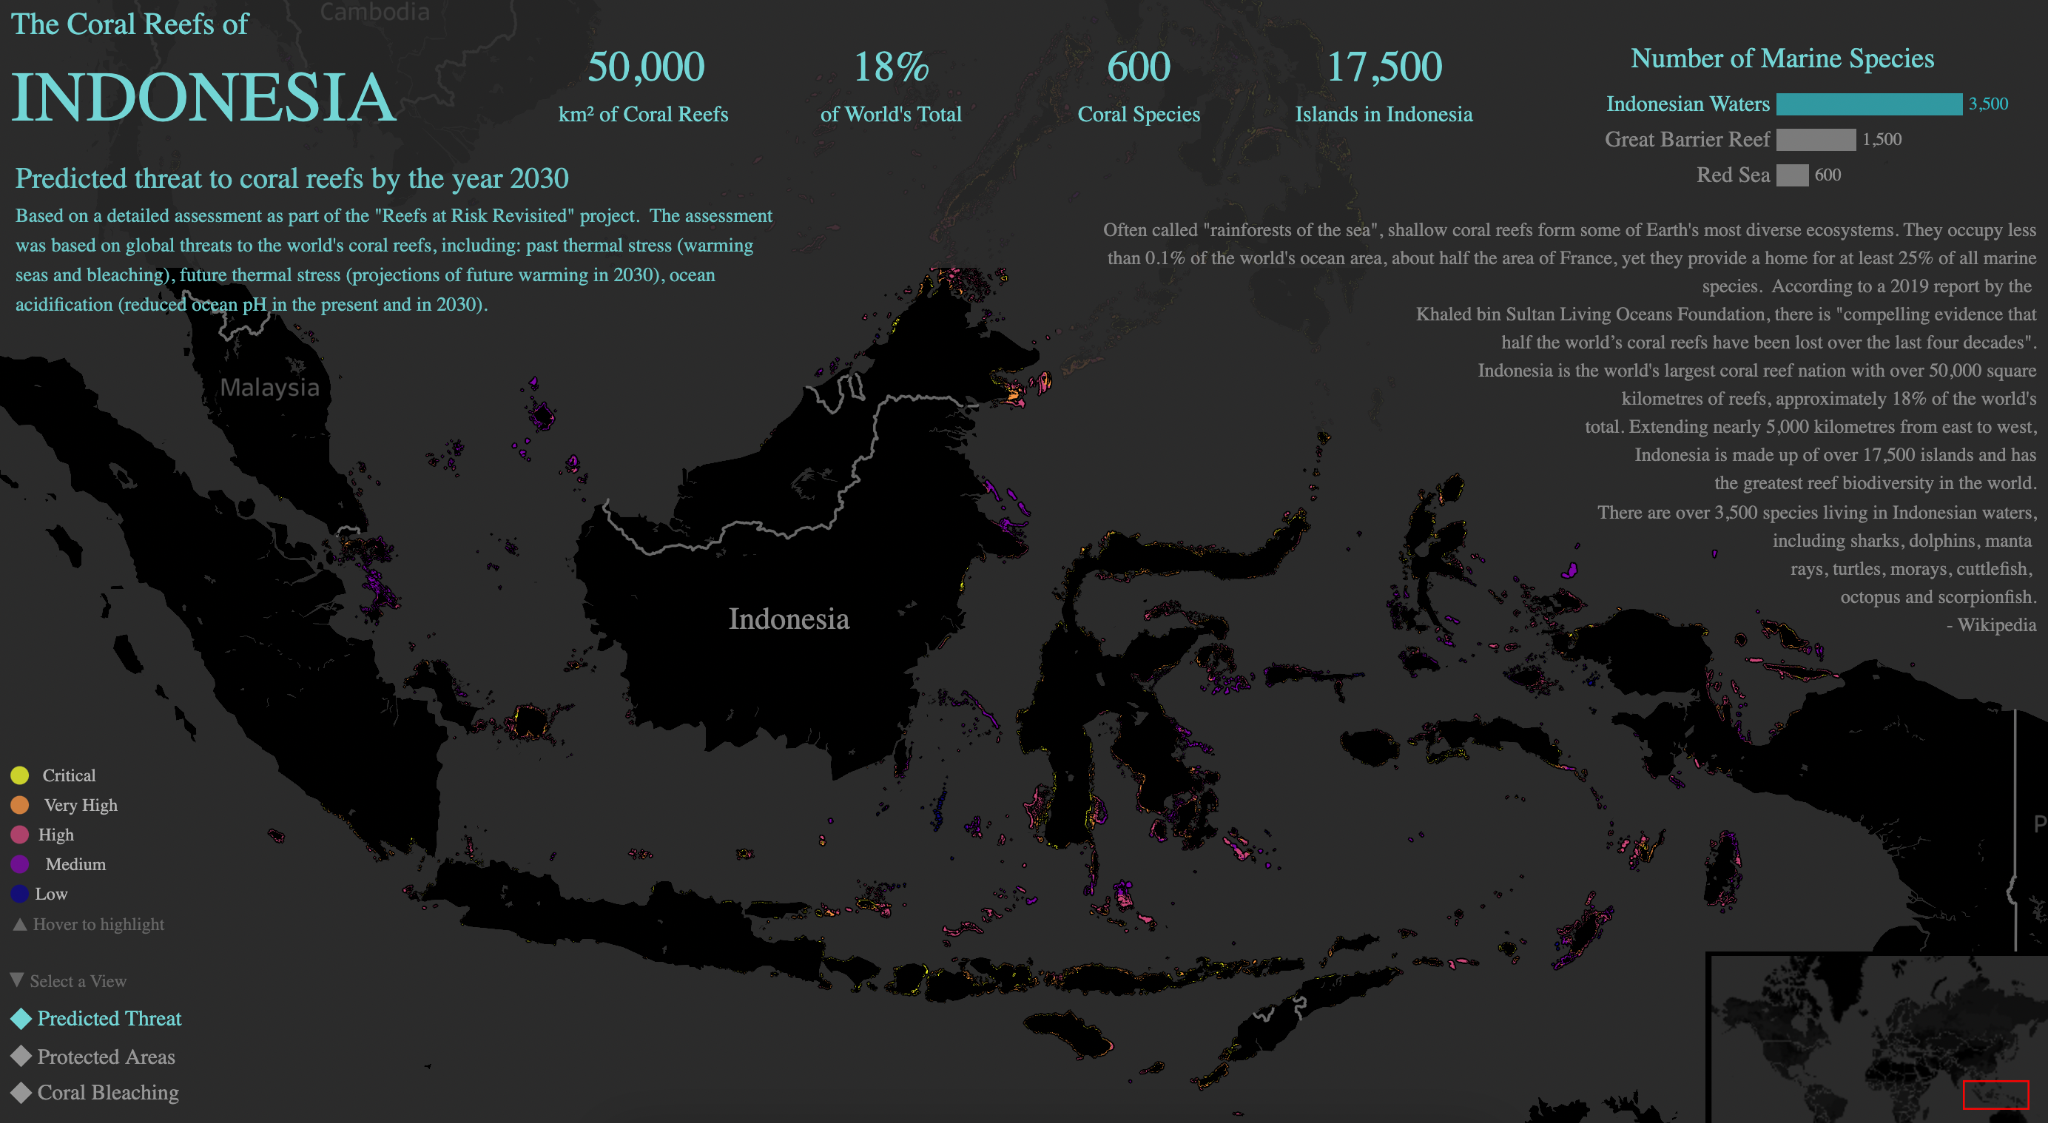 Cambodia
The Coral Reefs of
INDONESIA
50,000
km² of Coral Reefs
18%
of World's Total
600
Coral Species
17,500
Islands in Indonesia
Number of Marine Species
Indonesian Waters 3,500
Great Barrier Reef 1,500
Red Sea 600
Predicted threat to coral reefs by the year 2030
Based on a detailed assessment as part of the "Reefs at Risk Revisited" project. The assessment
was based on global threats to the world's coral reefs, including: past thermal stress (warming
seas and bleaching), future thermal stress (projections of future warming in 2030), ocean
acidification (reduced ocean pH in the present and in 2030).
Often called "rainforests of the sea", shallow coral reefs form some of Earth's most diverse ecosystems. They occupy less
than 0.1% of the world's ocean area, about half the area of France, yet they provide a home for at least 25% of all marine
species. According to a 2019 report by the
Khaled bin Sultan Living Oceans Foundation, there is "compelling evidence that
half the world's coral reefs have been lost over the last four decades".
Indonesia is the world's largest coral reef nation with over 50,000 square
kilometres of reefs, approximately 18% of the world's
total. Extending nearly 5,000 kilometres from east to west,
Indonesia is made up of over 17,500 islands and has
the greatest reef biodiversity in the world.
There are over 3,500 species living in Indonesian waters,
including sharks, dolphins, manta
rays, turtles, morays, cuttlefish,
octopus and scorpionfish.
- Wikipedia
Malaysia
Indonesia
P
Critical
Very High
High
Medium
Low
▲ Hover to highlight
▼ Select a View
Predicted Threat
Protected Areas
Coral Bleaching